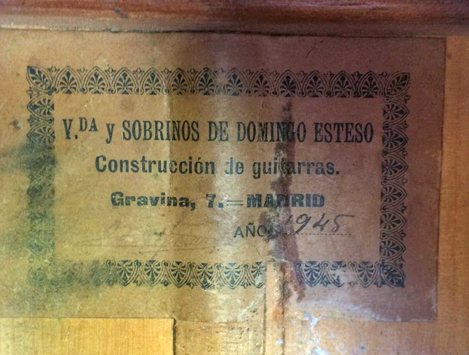 V.DA y SOBRINOS DE DOMINGO ESTESO
Construcción de guitarras.
Gravina, 7.=MADRID
AÑO 1945